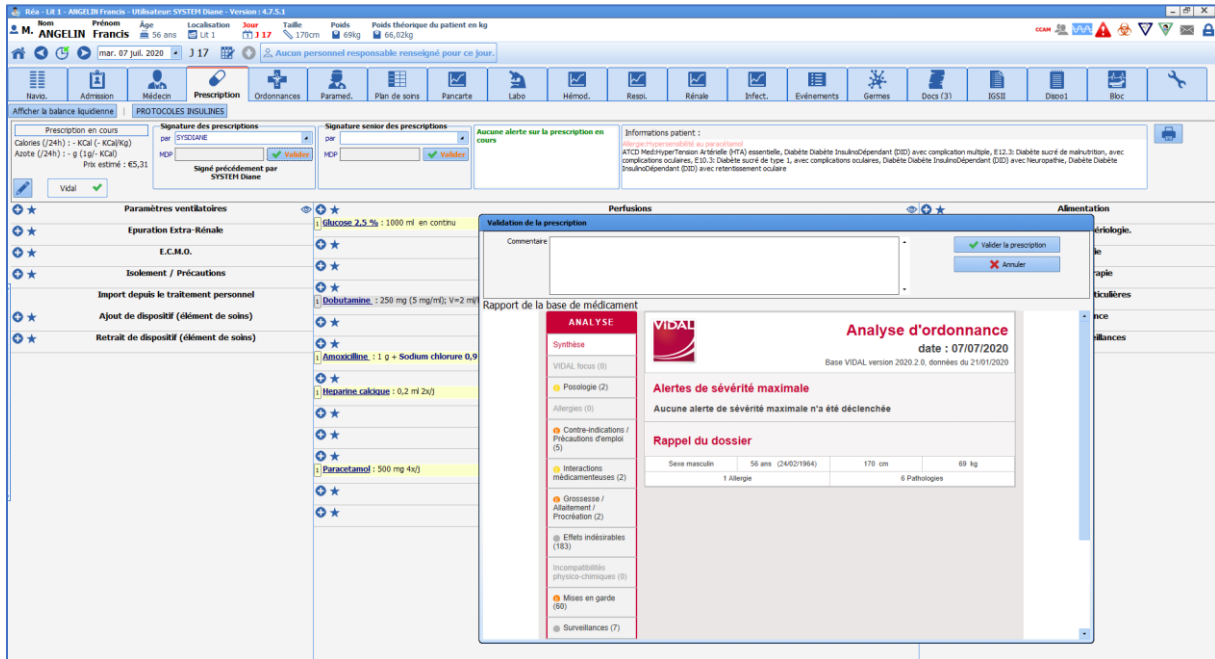 Réa - Lit 1 - ANGELIN Francis - Utilisateur: SYSTEM Diane - Version : 4.7.5.1
Nom Prénom Âge Localisation Jour Taille Poids Poids théorique du patient en kg
M. ANGELIN Francis 56 ans Lit 1 J 17 170cm 69kg 66,02kg
CCAM
mar. 07 juil. 2020 J 17 Aucun personnel responsable renseigné pour ce jour.
Navig. Admission Médecin Prescription Ordonnances Paramed. Plan de soins Pancarte Labo Hémod. Respi. Rénale Infect. Evénements Germes Docs (3) IGSII Dispo1 Bloc
Afficher la balance liquidienne | PROTOCOLES INSULINES
Prescription en cours
Calories (/24h) : - KCal (- KCal/Kg)
Azote (/24h) : - g (1g/- KCal)
Prix estimé : €5,31
Vidal
Signature des prescriptions
par SYSDIANE
MDP Valider
Signé précédement par
SYSTEM Diane
Signature senior des prescriptions
par
MDP Valider
Aucune alerte sur la prescription en
cours
Informations patient :
Allergie:Hypersensibilité au paracétamol
ATCD Med:HyperTension Artérielle (HTA) essentielle, Diabète Diabète InsulinoDépendant (DID) avec complication multiple, E12.3: Diabète sucré de malnutrition, avec
complications oculaires, E10.3: Diabète sucré de type 1, avec complications oculaires, Diabète Diabète InsulinoDépendant (DID) avec Neuropathie, Diabète Diabète
InsulinoDépendant (DID) avec retentissement oculaire
Paramètres ventilatoires
Epuration Extra-Rénale
E.C.M.O.
Isolement / Précautions
Import depuis le traitement personnel
Ajout de dispositif (élément de soins)
Retrait de dispositif (élément de soins)
Perfusions
1 Glucose 2,5 % : 1000 ml en continu
1 Dobutamine : 250 mg (5 mg/ml); V=2 ml/
1 Amoxicilline : 1 g + Sodium chlorure 0,9
1 Heparine calcique : 0,2 ml 2x/j
1 Paracetamol : 500 mg 4x/j
Alimentation
ériologie.
ie
rapie
ticulières
nce
eillances
Validation de la prescription
Commentaire
Valider la prescription
Annuler
Rapport de la base de médicament
ANALYSE
Synthèse
VIDAL focus (0)
Posologie (2)
Allergies (0)
Contre-indications /
Précautions d'emploi
(5)
Interactions
médicamenteuses (2)
Grossesse /
Allaitement /
Procréation (2)
Effets indésirables
(183)
Incompatibilités
physico-chimiques (0)
Mises en garde
(60)
Surveillances (7)
VIDAL
Analyse d'ordonnance
date : 07/07/2020
Base VIDAL version 2020.2.0, données du 21/01/2020
Alertes de sévérité maximale
Aucune alerte de sévérité maximale n'a été déclenchée
Rappel du dossier
Sexe masculin 56 ans (24/02/1964) 170 cm 69 kg
1 Allergie 6 Pathologies